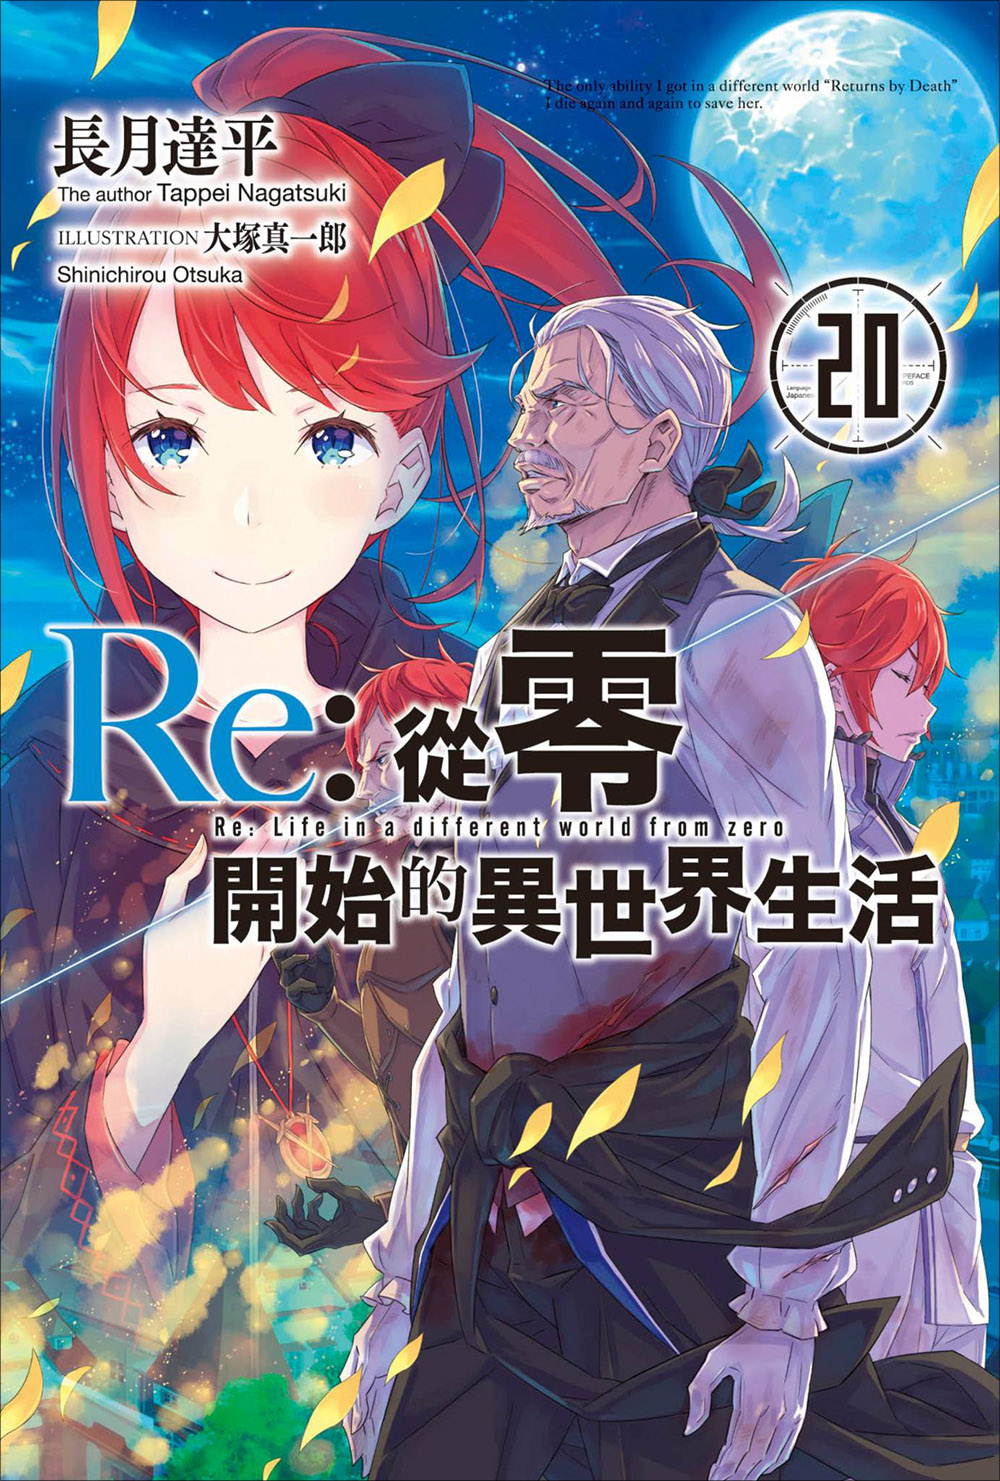 The only ability I got in a different world “Returns by Death”
I die again and again to save her.
長月達平
The author Tappei Nagatsuki
ILLUSTRATION 大塚真一郎
Shinichirou Otsuka
20
Language
Japanes
Re:從零
Re: Life in a different world from zero
開始的異世界生活